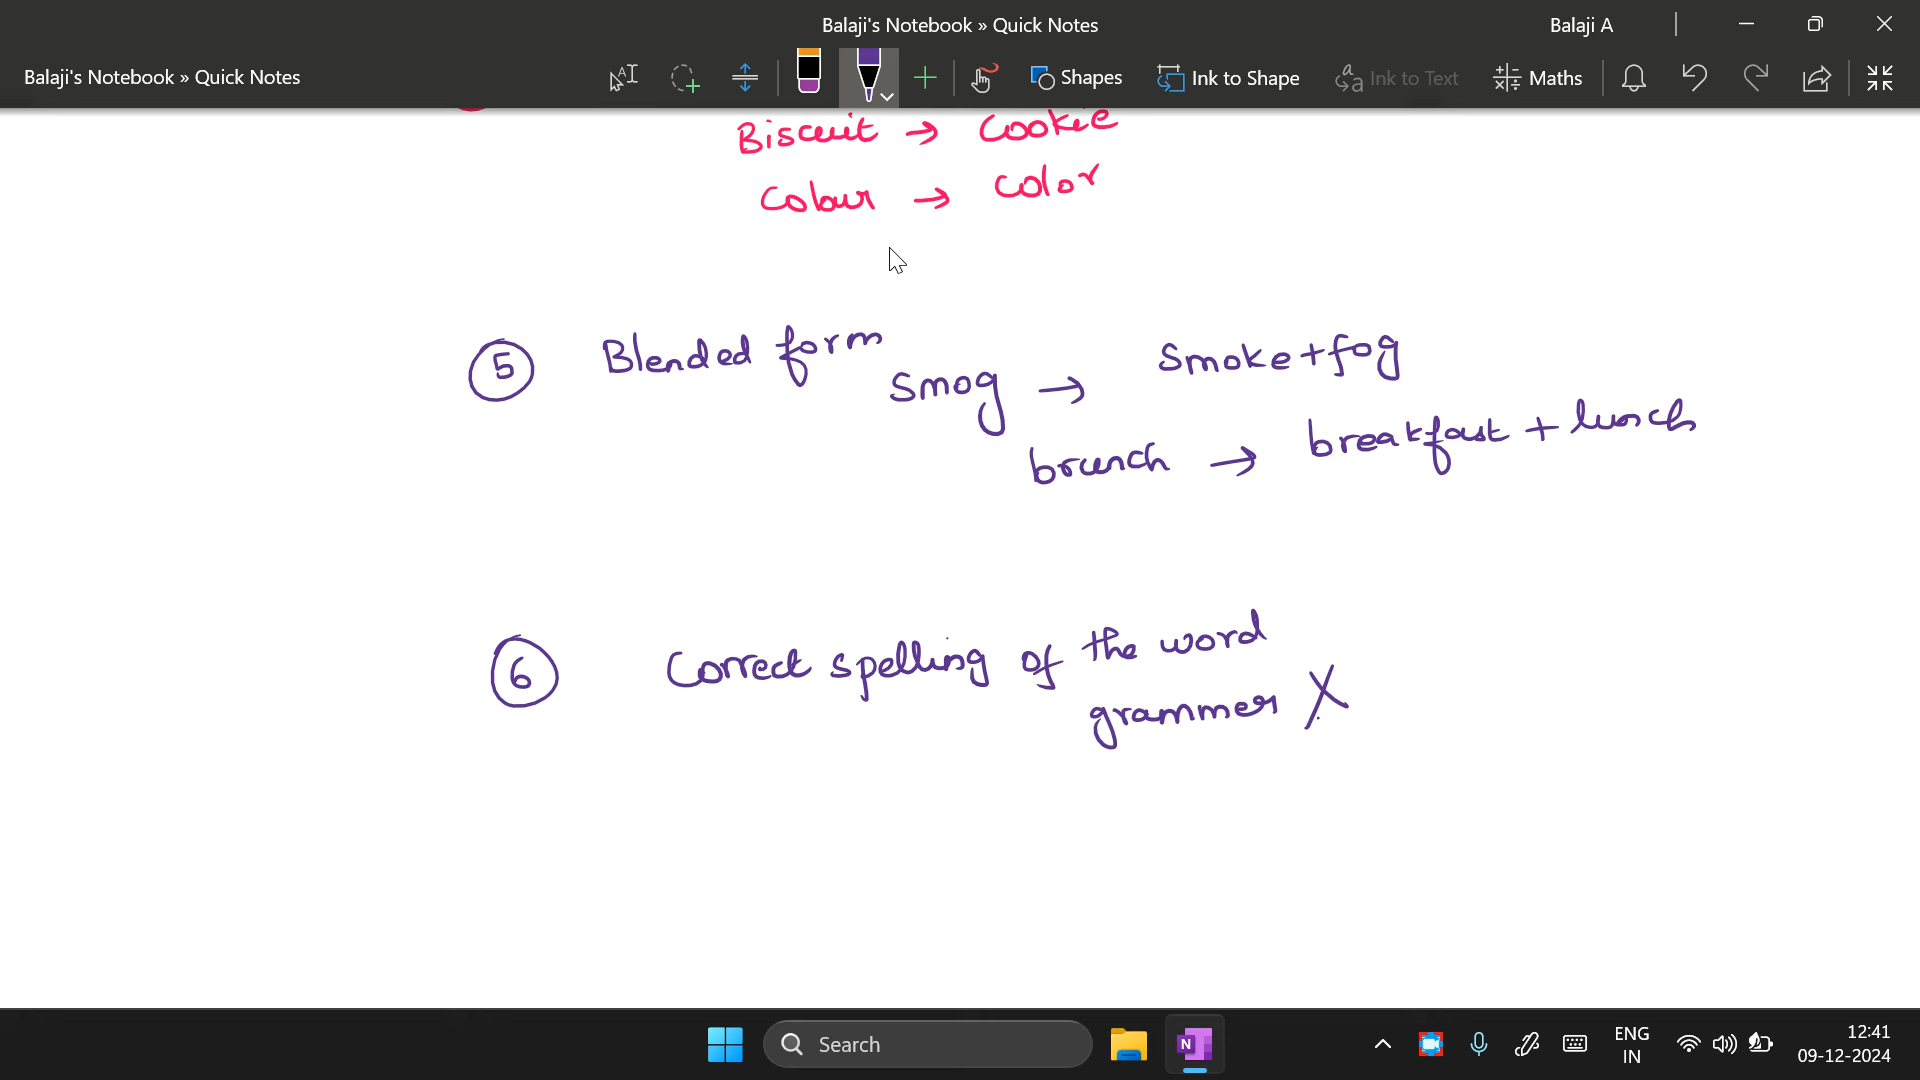 Balaji's Notebook » Quick Notes
Balaji A
Balaji's Notebook » Quick Notes
Shapes
Ink to Shape
Ink to Text
Maths
Biscuit → Cookie
Colour → Color
5 Blended form
Smog → Smoke+fog
brunch → breakfast + lunch
6 Correct spelling of the word
grammer X
Search
ENG
IN
12:41
09-12-2024